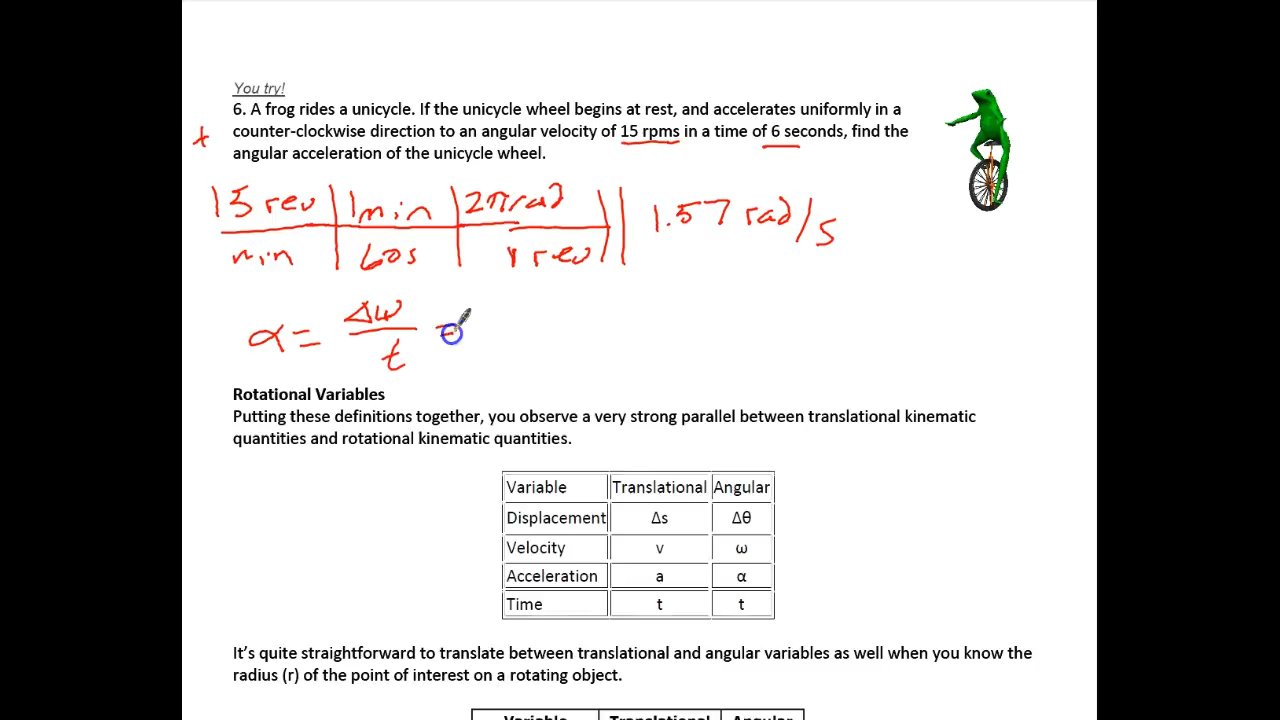 You try!
6. A frog rides a unicycle. If the unicycle wheel begins at rest, and accelerates uniformly in a
+ counter-clockwise direction to an angular velocity of 15 rpms in a time of 6 seconds, find the
angular acceleration of the unicycle wheel.
15 rev | 1 min | 2π rad || 1.57 rad/s
min | 60s | 1 rev
α = Δω / t =
Rotational Variables
Putting these definitions together, you observe a very strong parallel between translational kinematic
quantities and rotational kinematic quantities.
Variable Translational Angular
Displacement Δs Δθ
Velocity v ω
Acceleration a α
Time t t
It's quite straightforward to translate between translational and angular variables as well when you know the
radius (r) of the point of interest on a rotating object.
Variable Translational Angular